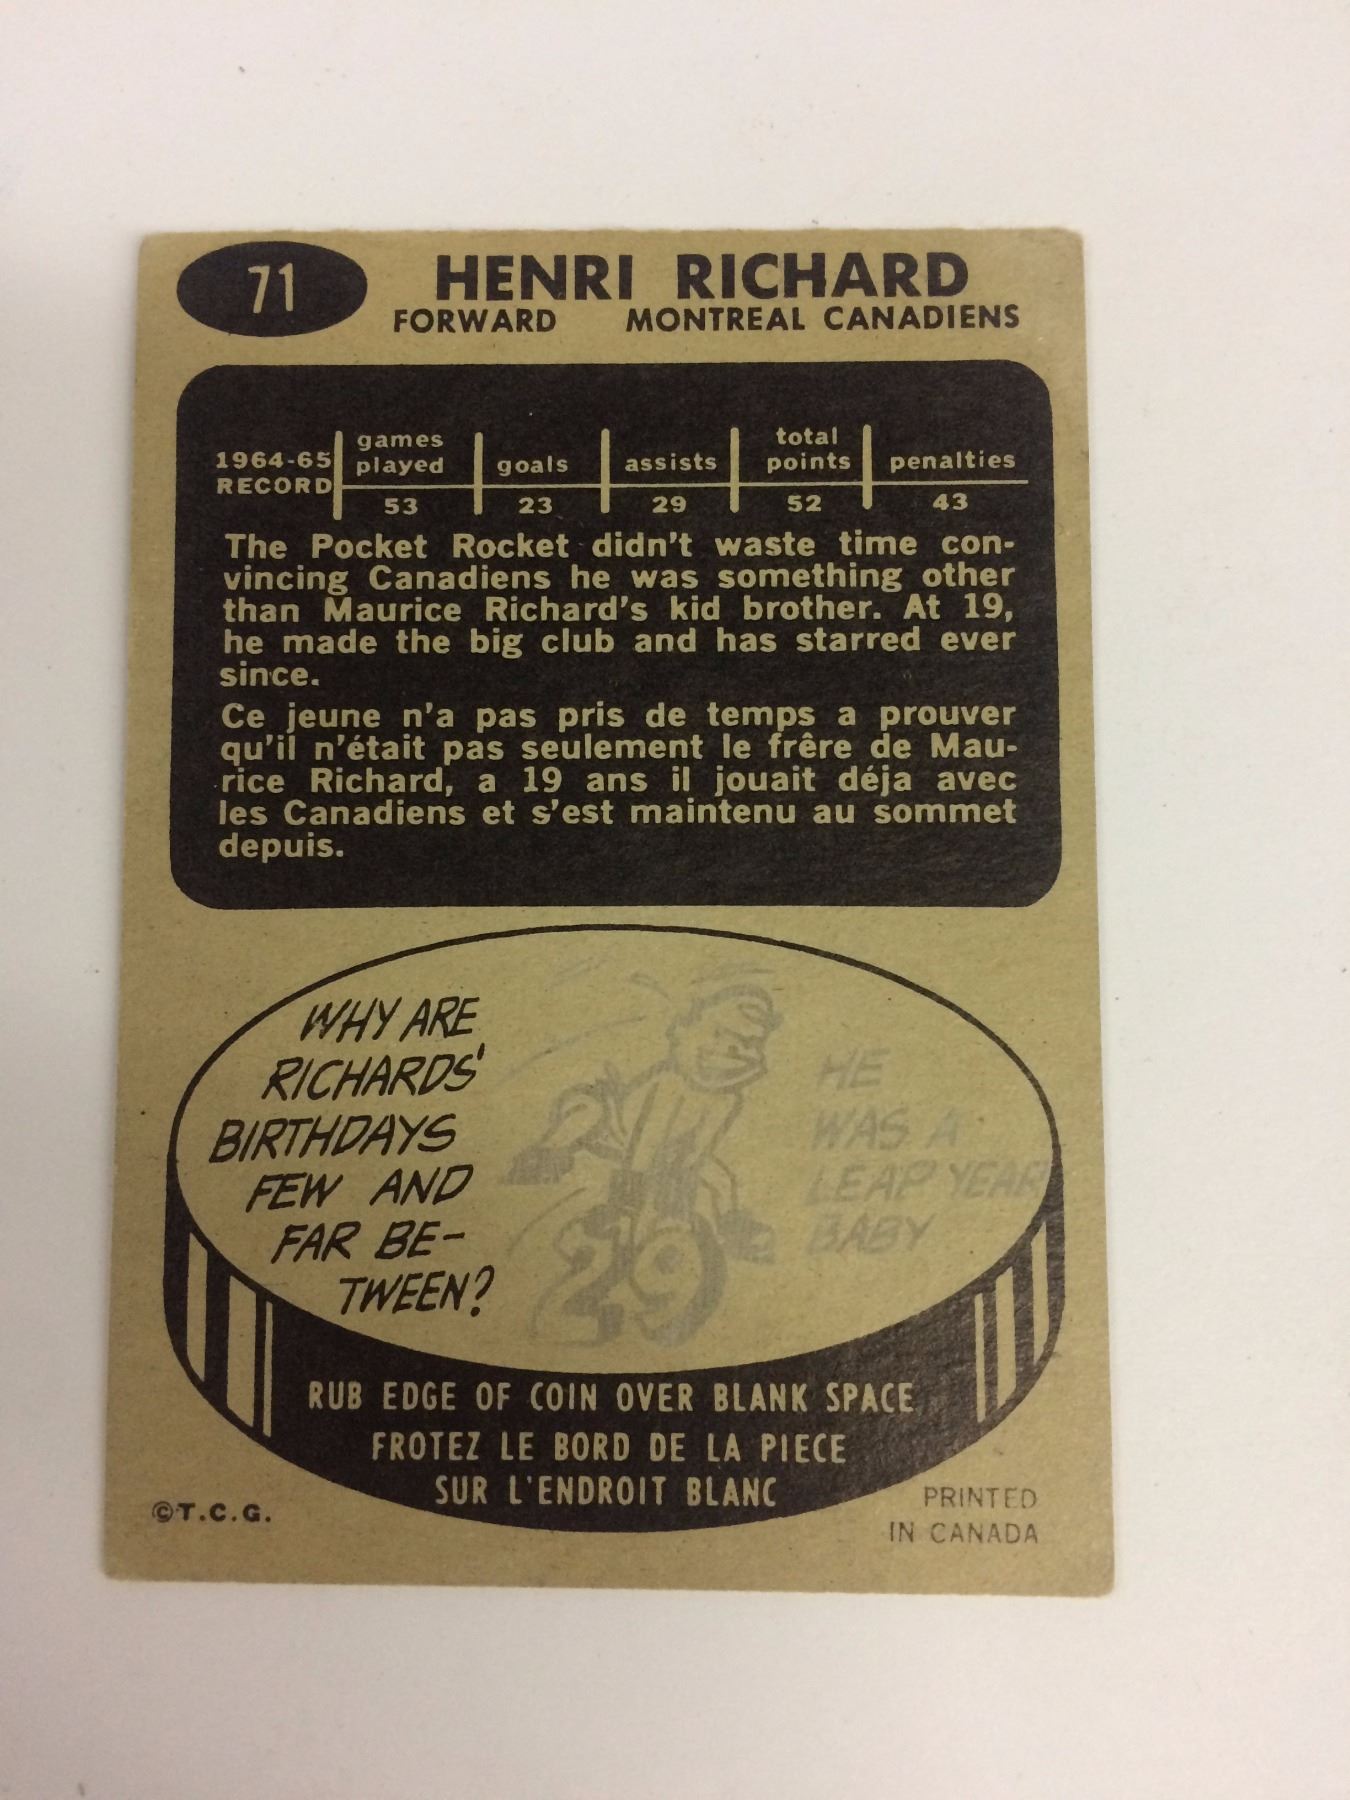 71
HENRI RICHARD
FORWARD MONTREAL CANADIENS
1964-65 RECORD
games played goals assists total points penalties
53 23 29 52 43
The Pocket Rocket didn't waste time con-
vincing Canadiens he was something other
than Maurice Richard's kid brother. At 19,
he made the big club and has starred ever
since.
Ce jeune n'a pas pris de temps a prouver
qu'il n'était pas seulement le frère de Mau-
rice Richard, a 19 ans il jouait déja avec
les Canadiens et s'est maintenu au sommet
depuis.
WHY ARE
RICHARDS'
BIRTHDAYS
FEW AND
FAR BE-
TWEEN?
29
HE
WAS A
LEAP YEAR
BABY
RUB EDGE OF COIN OVER BLANK SPACE
FROTEZ LE BORD DE LA PIECE
SUR L'ENDROIT BLANC
©T.C.G.
PRINTED
IN CANADA